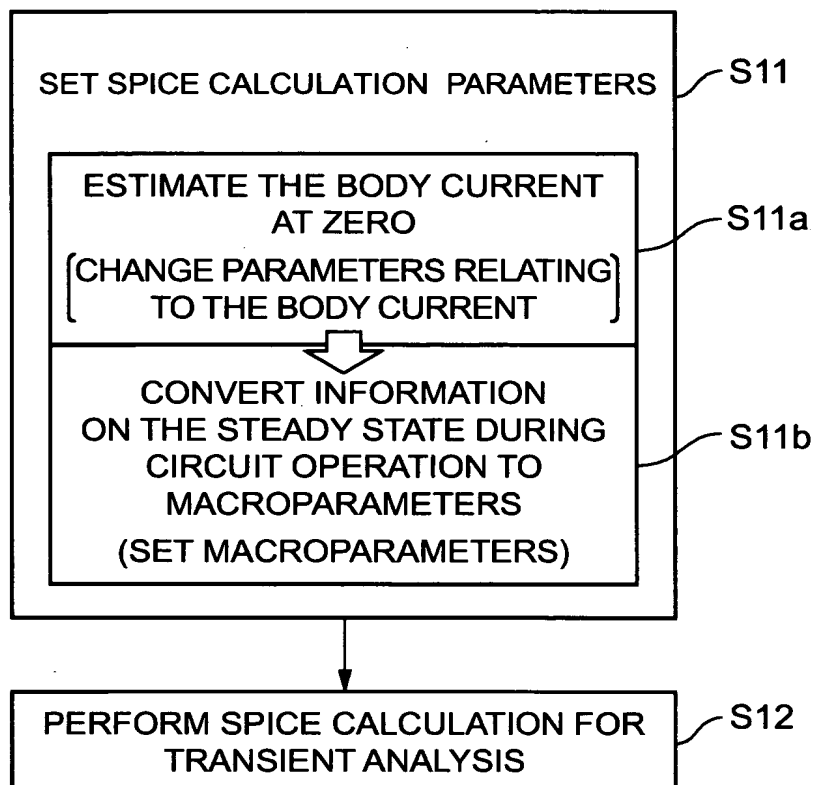 SET SPICE CALCULATION PARAMETERS
S11
ESTIMATE THE BODY CURRENT
AT ZERO
S11a
[CHANGE PARAMETERS RELATING
TO THE BODY CURRENT]
CONVERT INFORMATION
ON THE STEADY STATE DURING
CIRCUIT OPERATION TO
MACROPARAMETERS
(SET MACROPARAMETERS)
S11b
PERFORM SPICE CALCULATION FOR
TRANSIENT ANALYSIS
S12